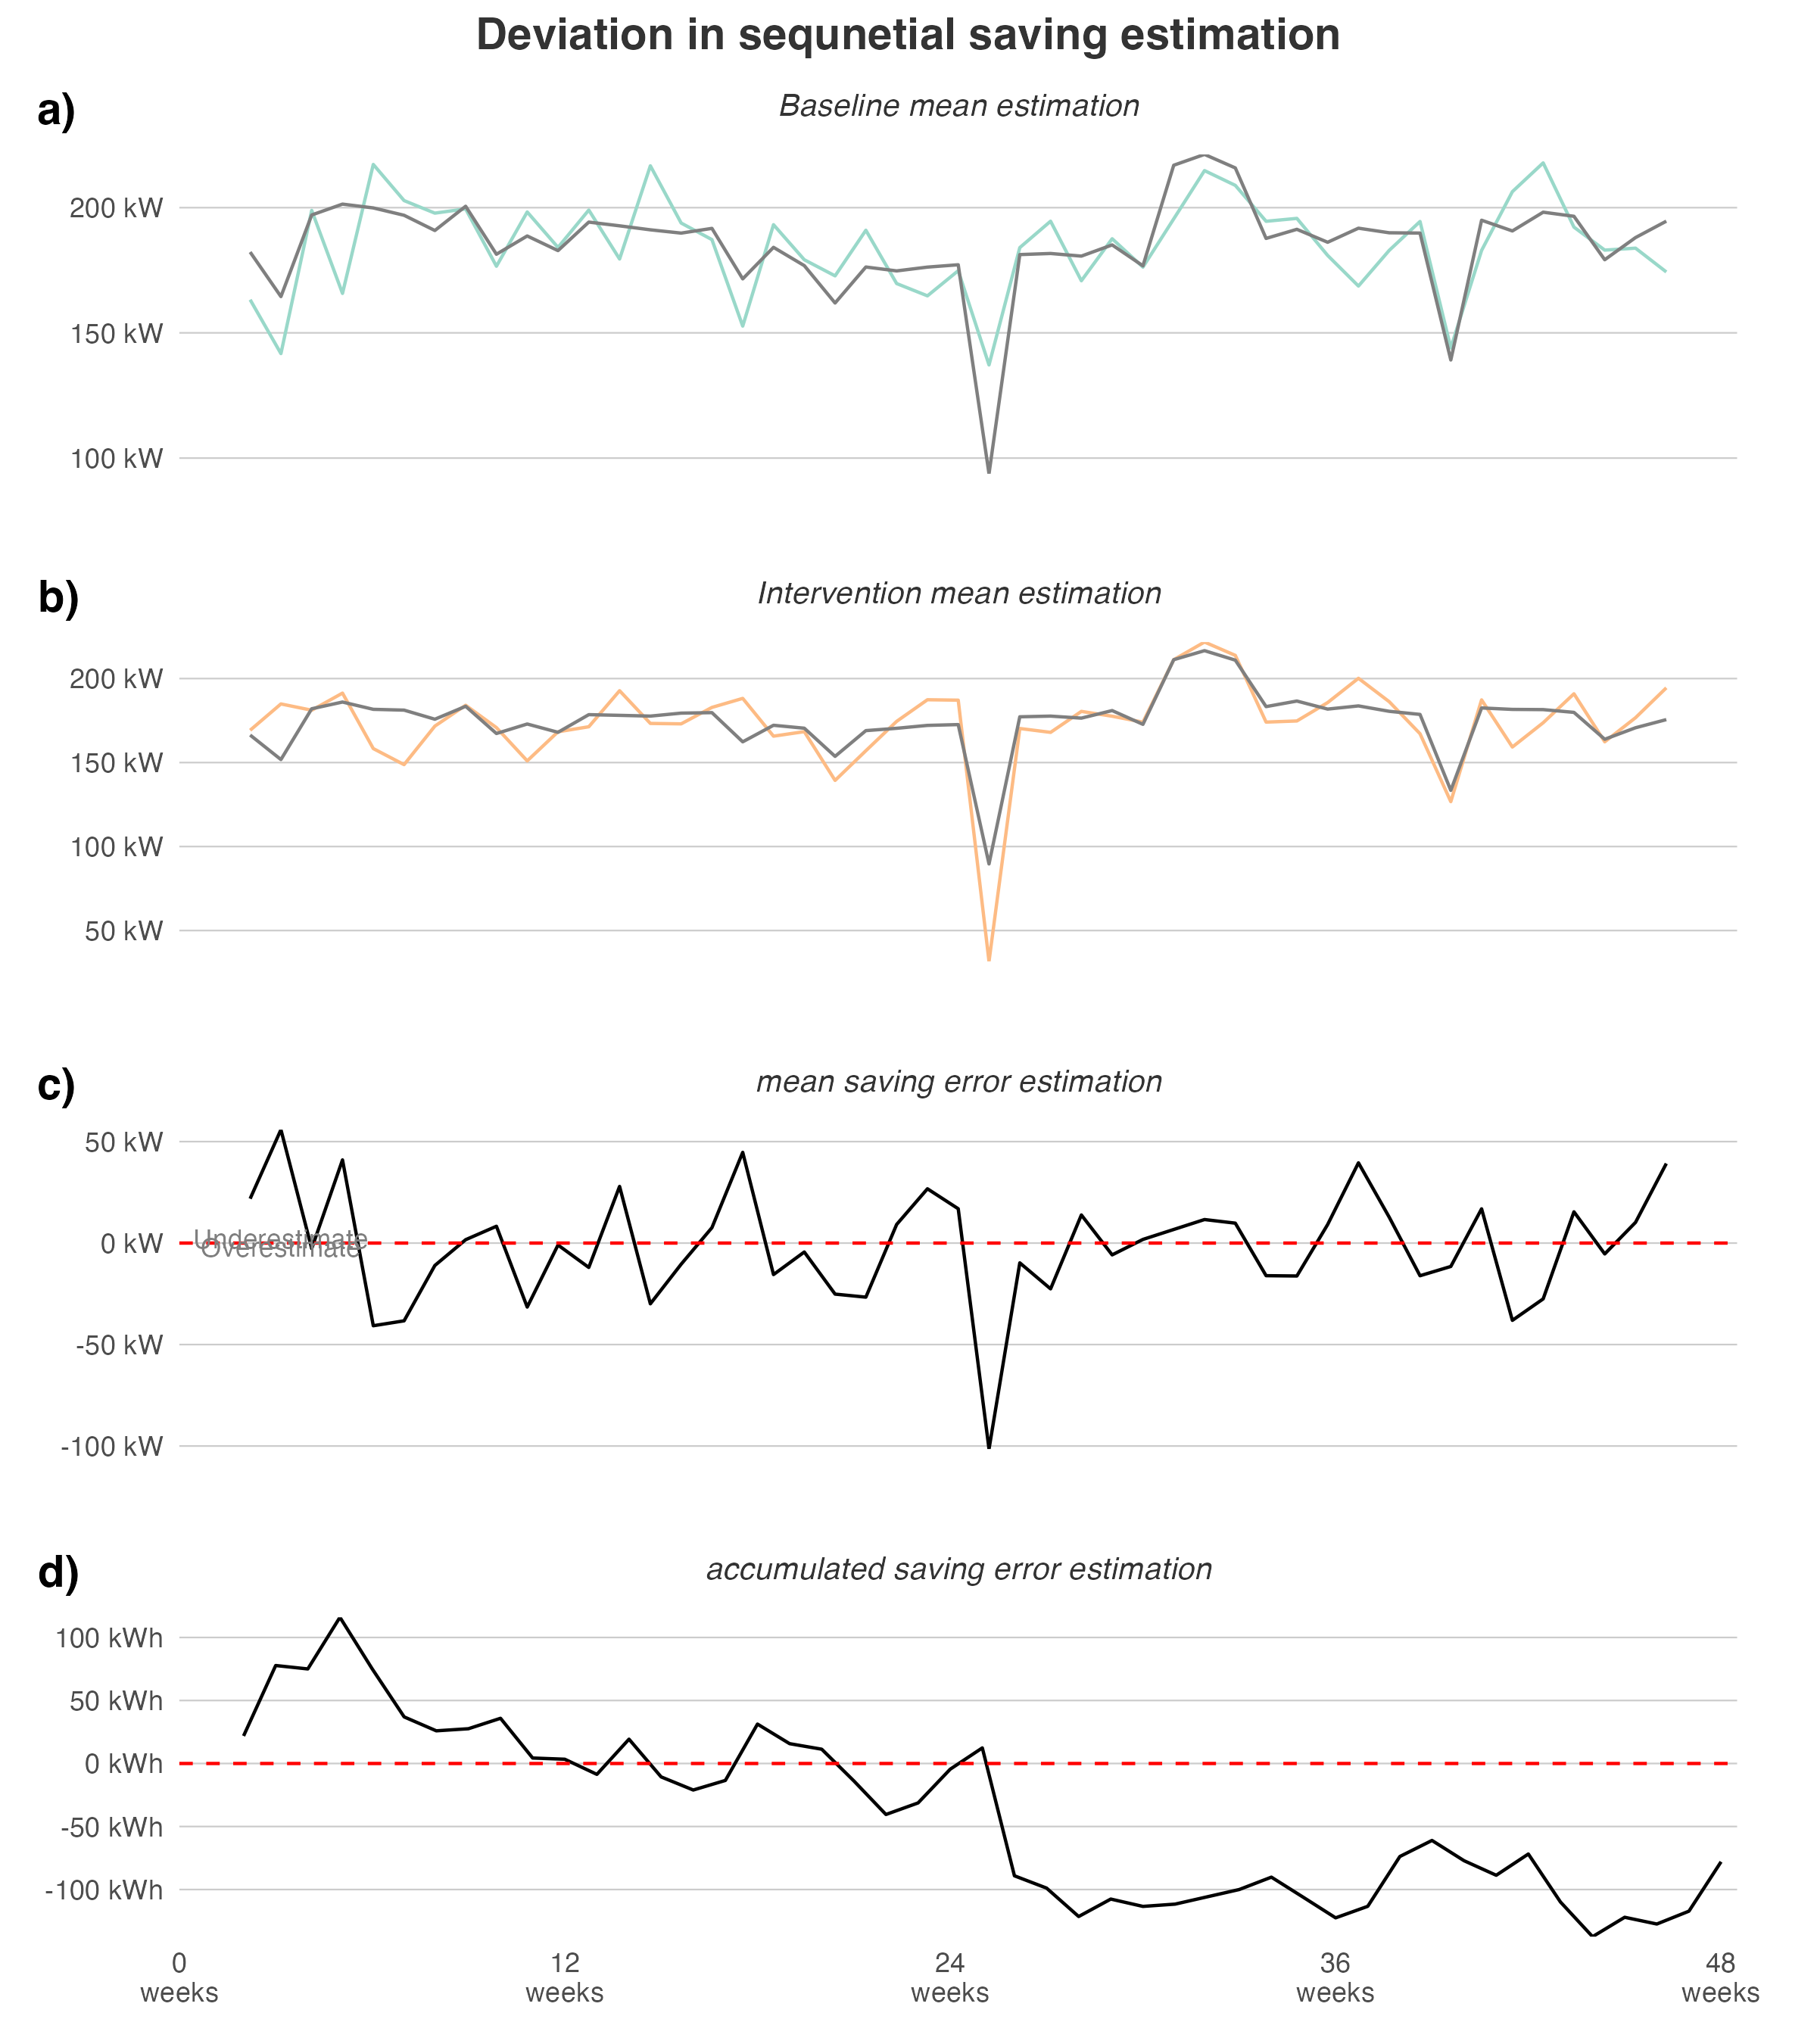 Deviation in sequnetial saving estimation
a)
Baseline mean estimation
200 kW
150 kW
100 kW
b)
Intervention mean estimation
200 kW
150 kW
100 kW
50 kW
c)
mean saving error estimation
50 kW
Underestimate
0 kW
Overestimate
-50 kW
-100 kW
d)
accumulated saving error estimation
100 kWh
50 kWh
0 kWh
-50 kWh
-100 kWh
0 12 24 36 48
weeks weeks weeks weeks weeks